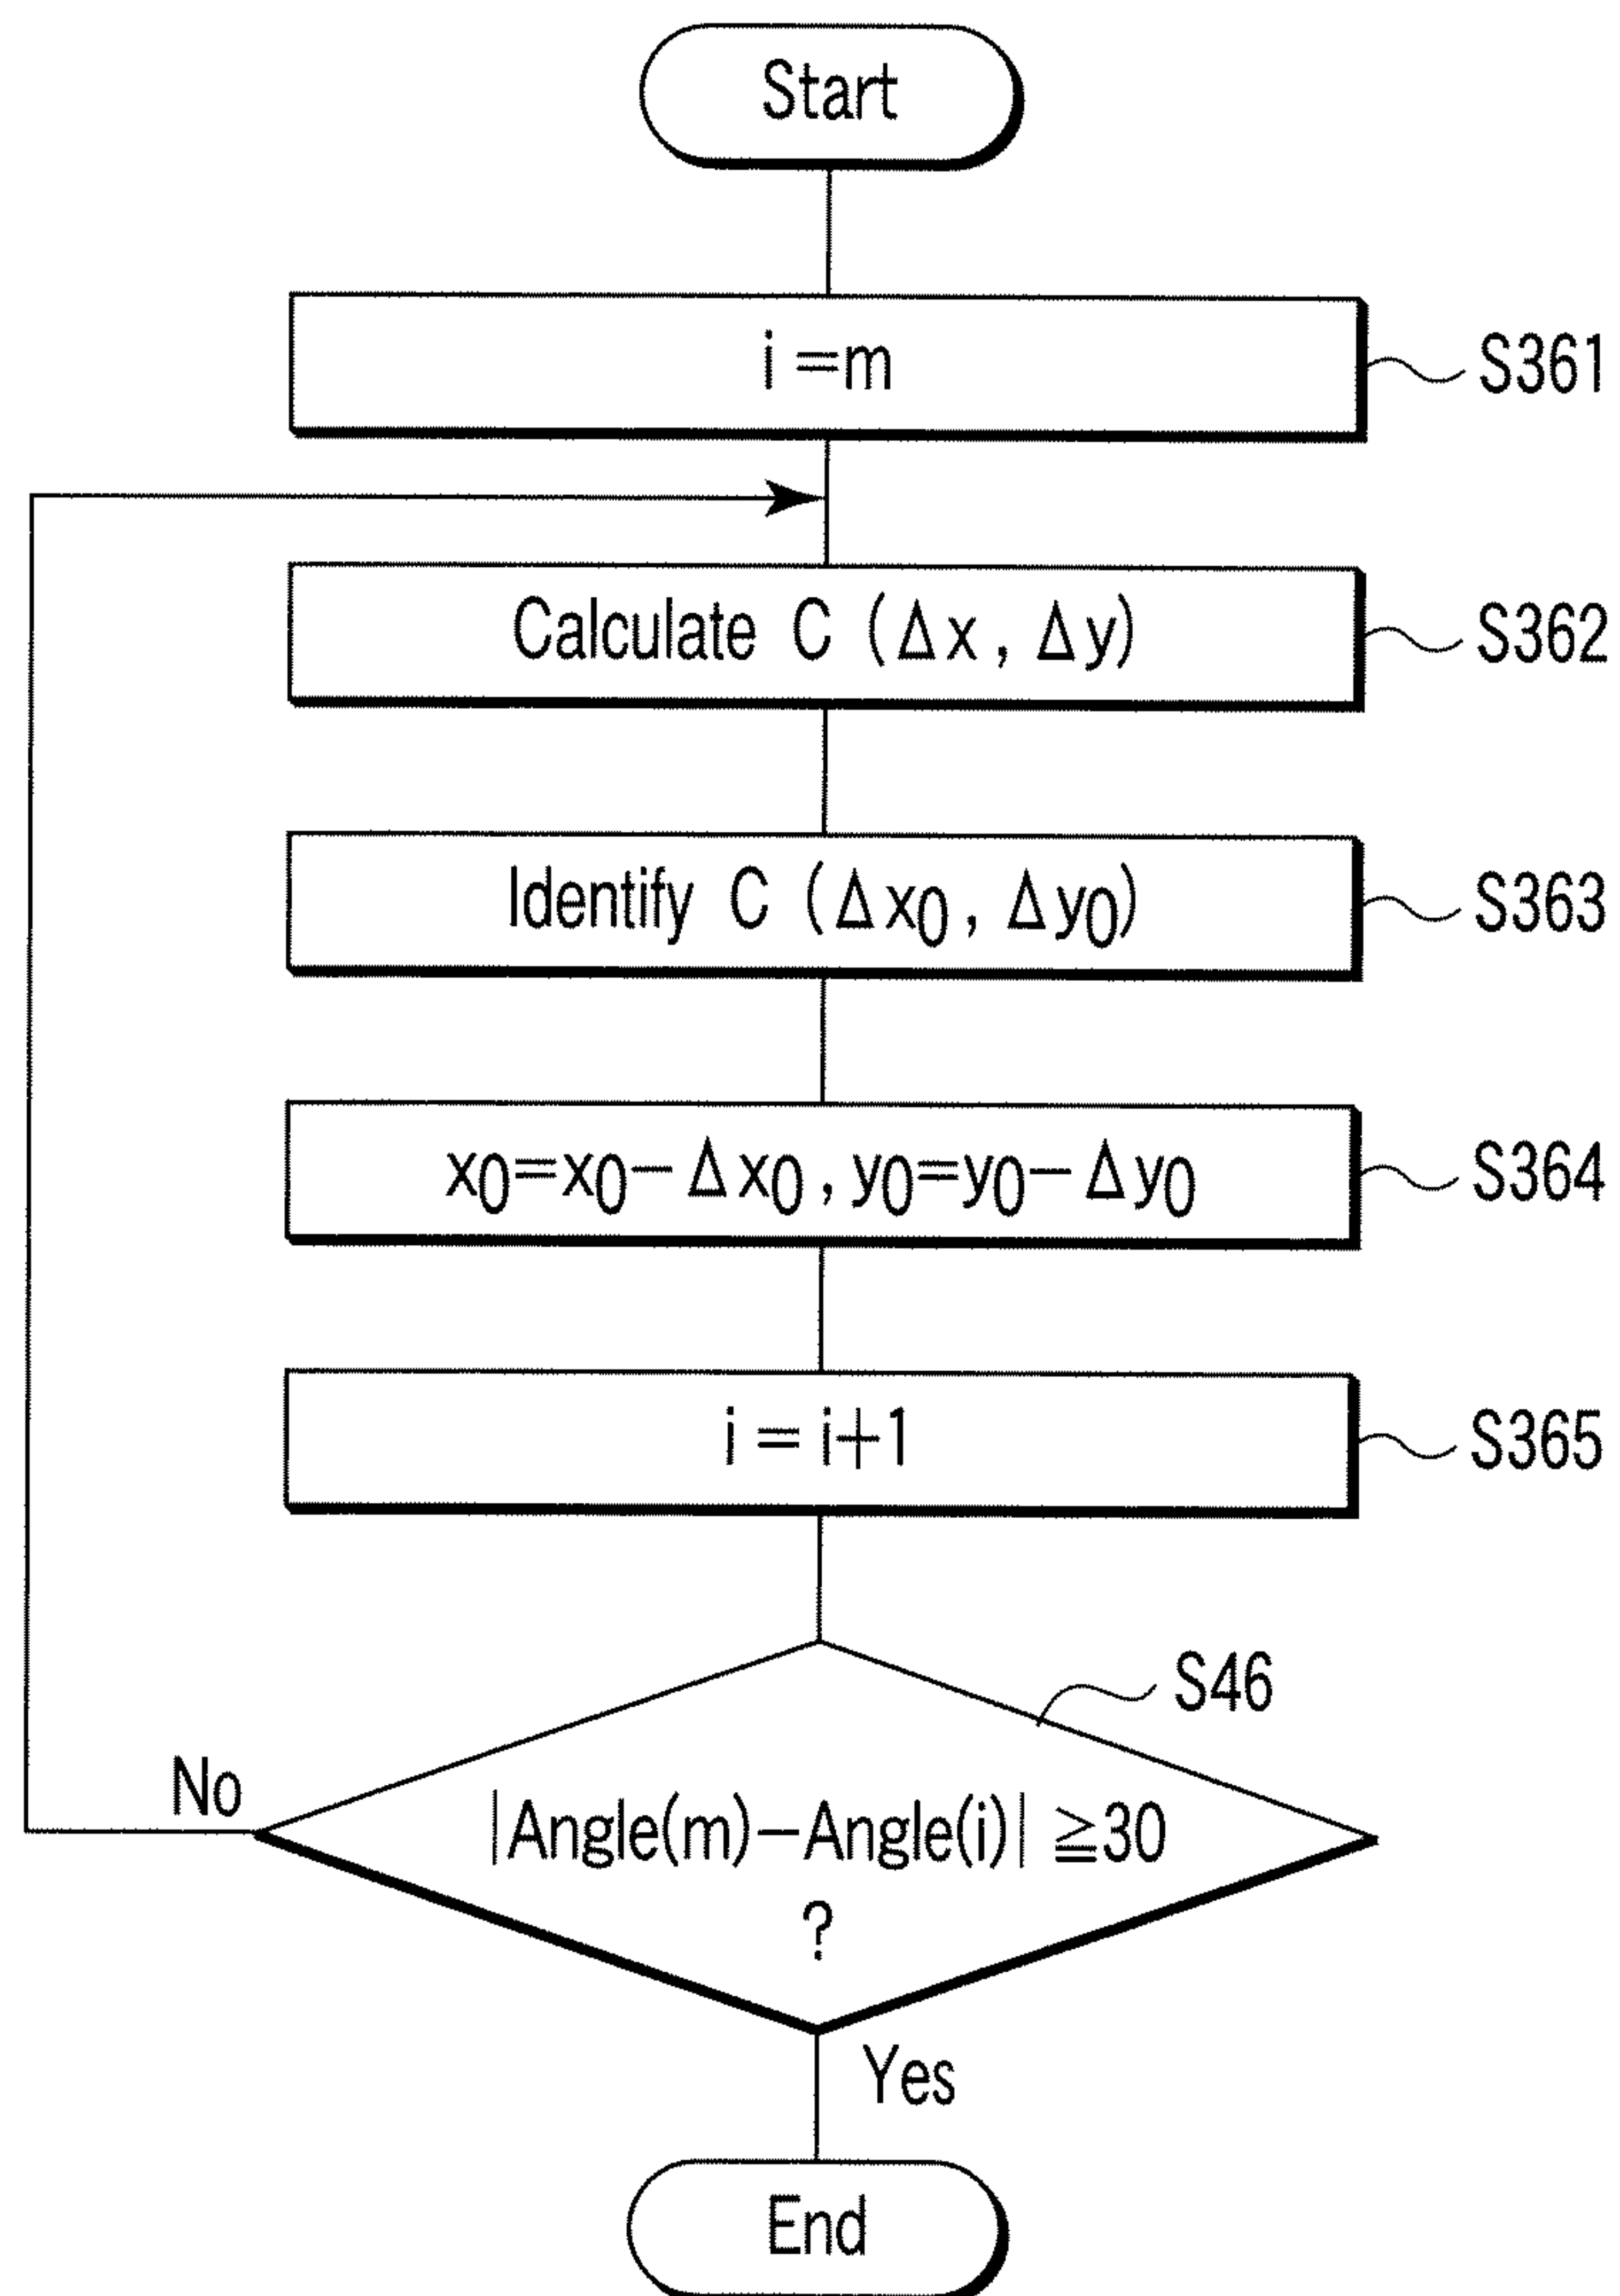 Start
i=m
S361
Calculate C (Δx, Δy)
S362
Identify C (Δx₀, Δy₀)
S363
x₀=x₀−Δx₀, y₀=y₀−Δy₀
S364
i = i+1
S365
S46
No
|Angle(m)−Angle(i)| ≧30
?
Yes
End